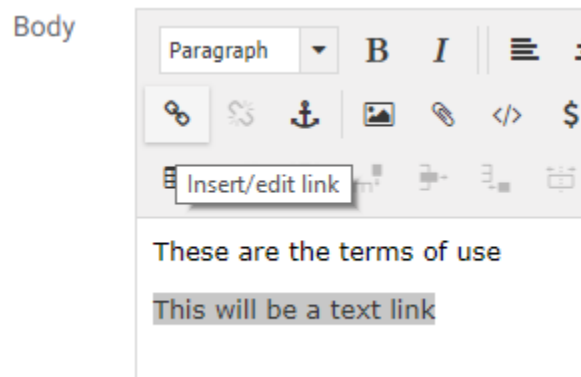 Body
Paragraph B I
</> $
Insert/edit link
These are the terms of use
This will be a text link